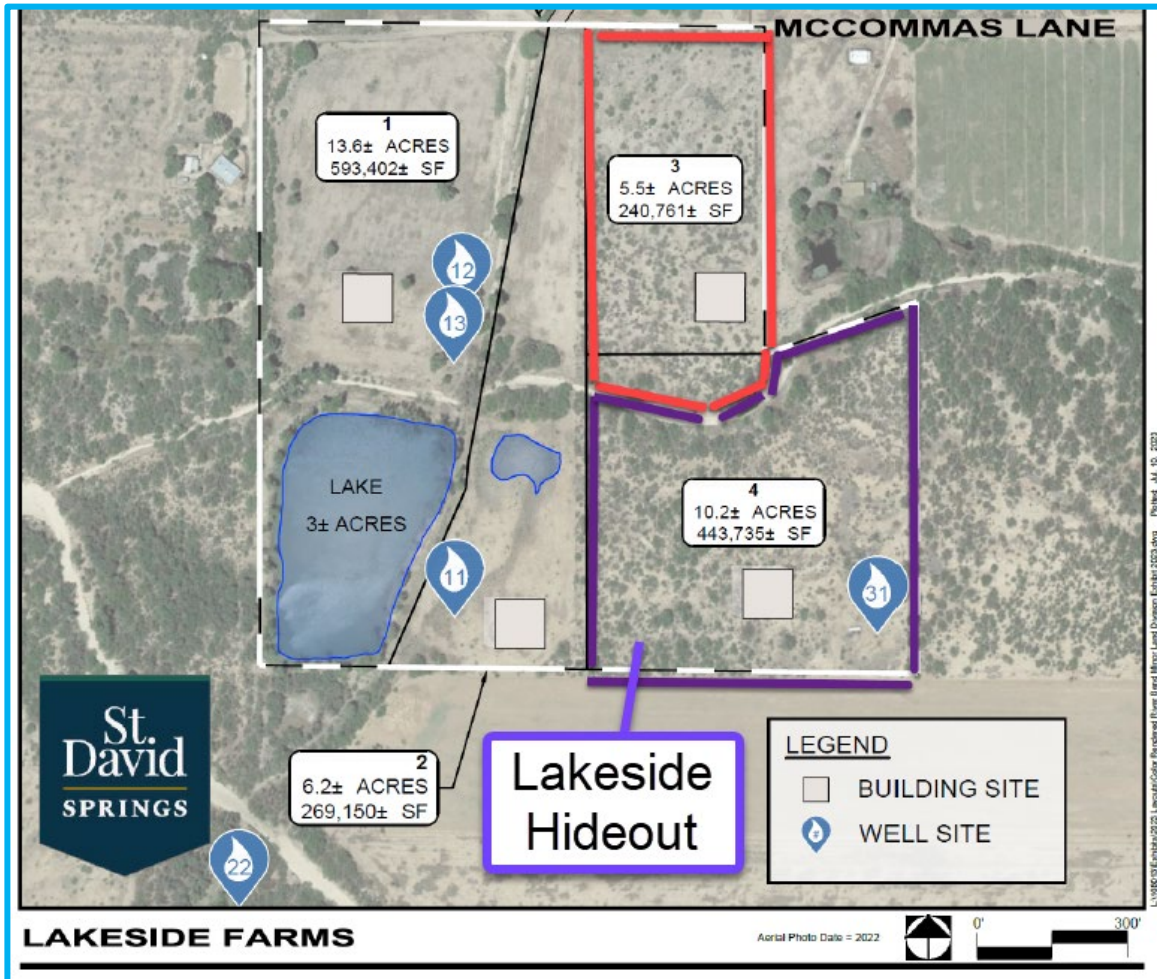 MCCOMMAS LANE
1
13.6± ACRES
593,402± SF
3
5.5± ACRES
240,761± SF
12
13
LAKE
3± ACRES
4
10.2± ACRES
443,735± SF
11
31
St.
David
SPRINGS
2
6.2± ACRES
269,150± SF
Lakeside
Hideout
LEGEND
BUILDING SITE
#
WELL SITE
22
LAKESIDE FARMS
Aerial Photo Date = 2022
0'
300'